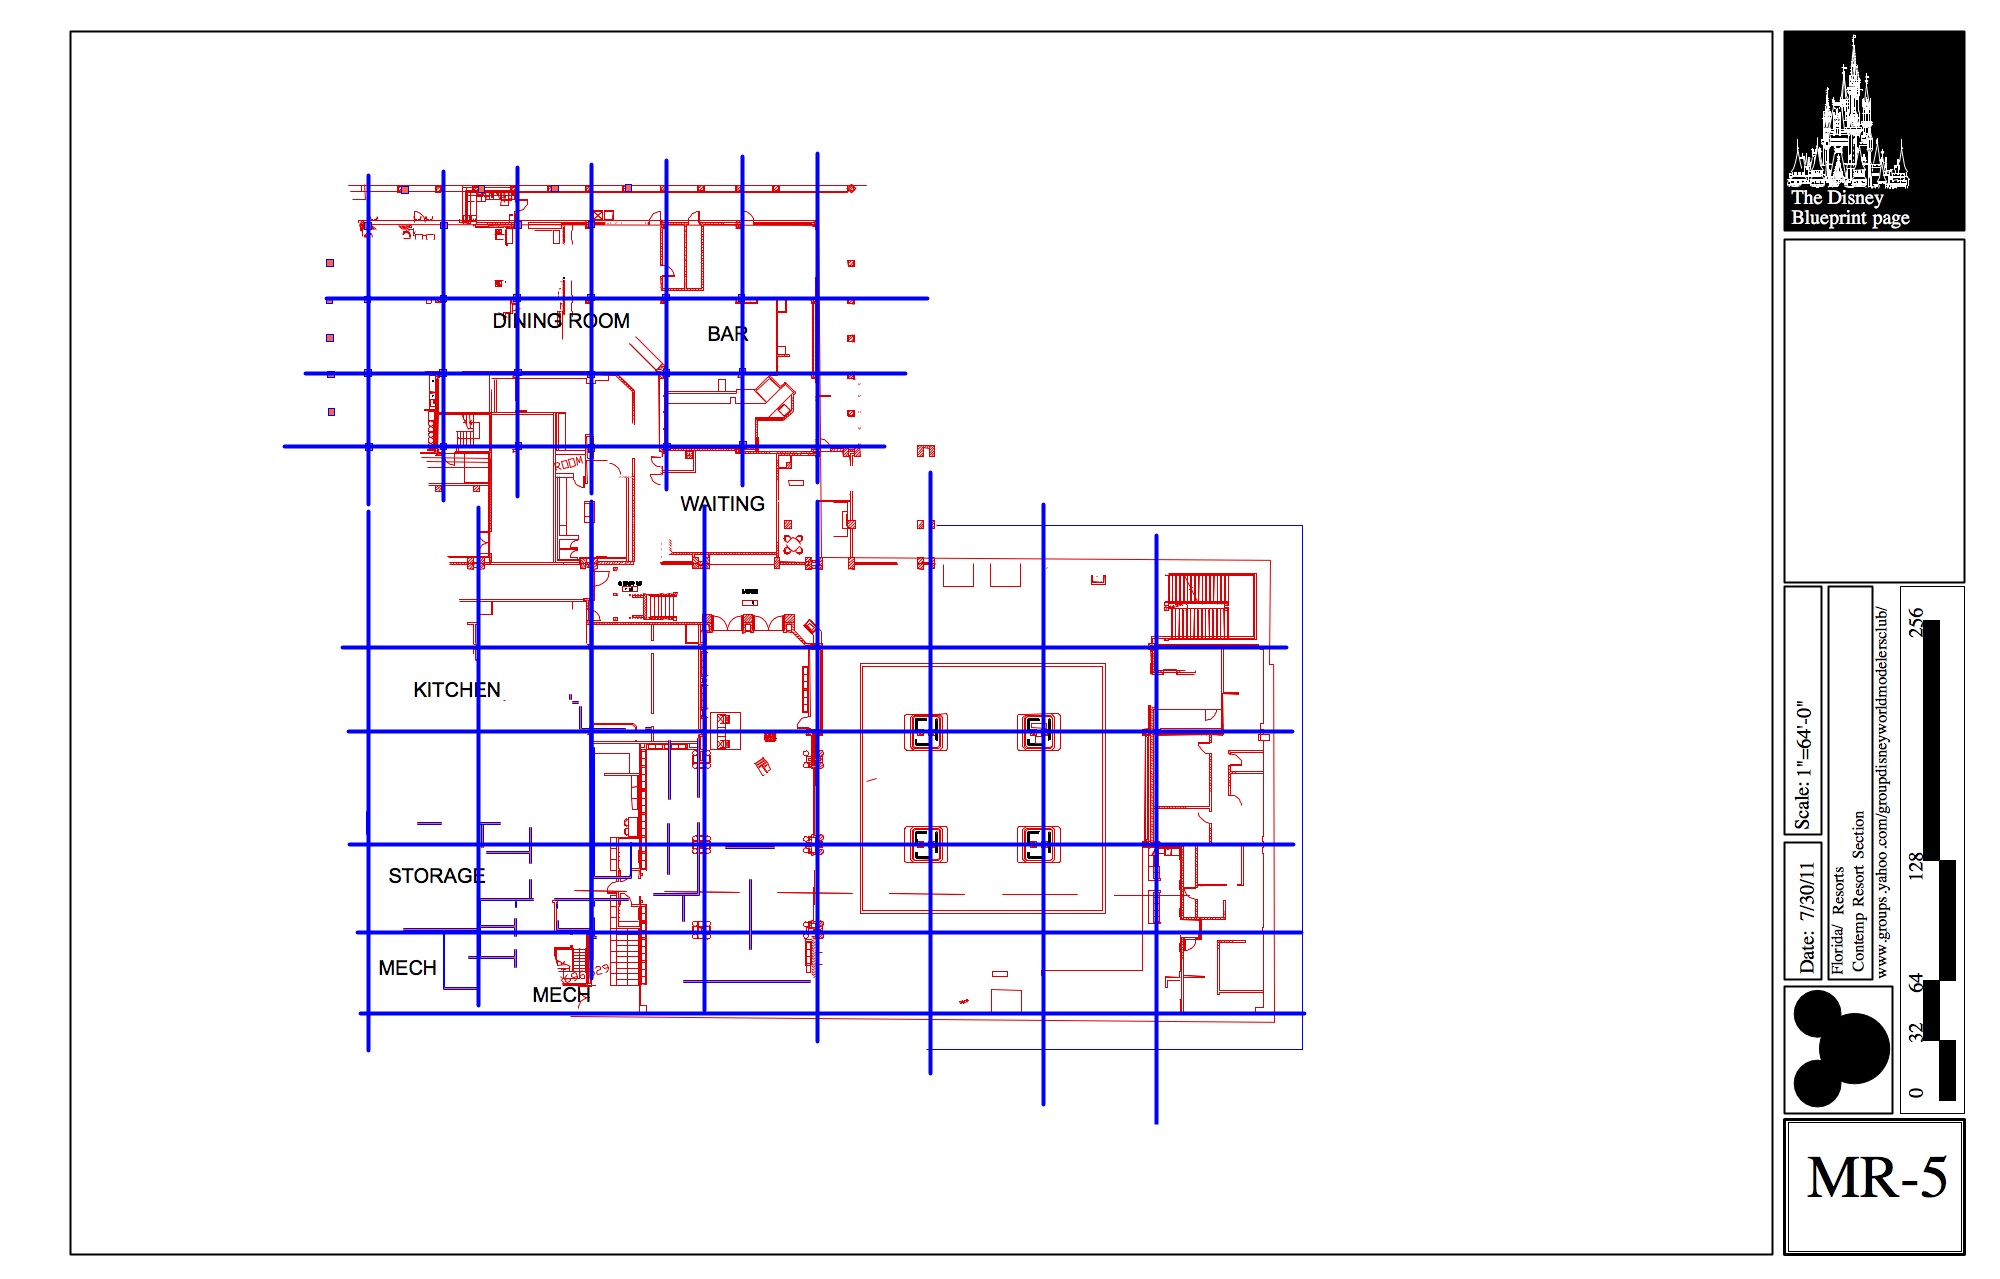 The Disney
Blueprint page
DINING ROOM
BAR
ROOM
WAITING
KITCHEN
STORAGE
MECH
MECH
Scale: 1"=64'-0"
Date: 7/30/11
Florida/ Resorts
Contemp Resort Section
www.groups.yahoo.com/groupdisneyworldmodelersclub/
256
128
64
32
0
MR-5